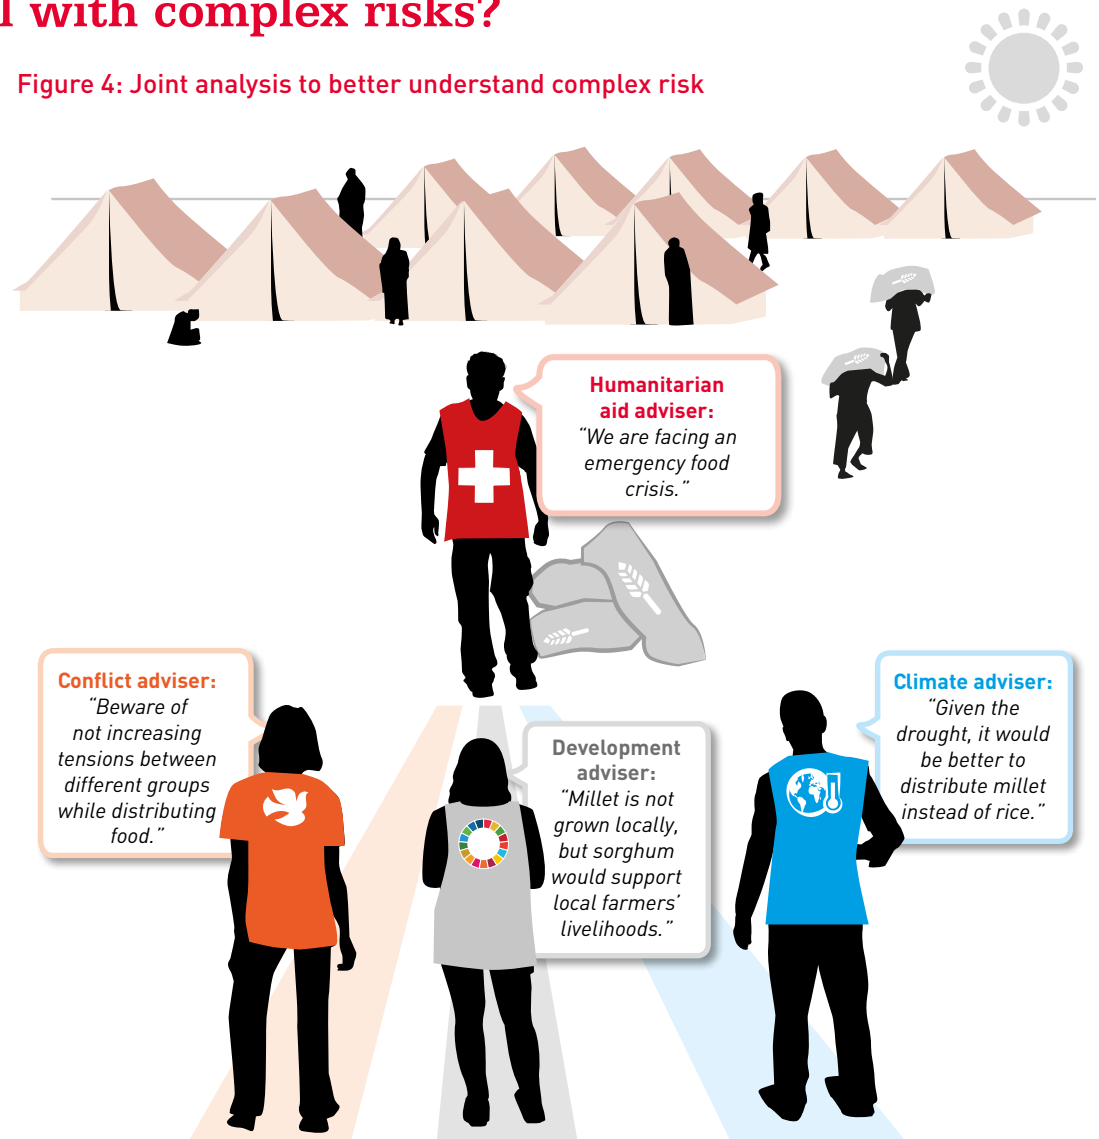 l with complex risks?
Figure 4: Joint analysis to better understand complex risk
Humanitarian
aid adviser:
“We are facing an
emergency food
crisis.”
Conflict adviser:
“Beware of
not increasing
tensions between
different groups
while distributing
food.”
Development
adviser:
“Millet is not
grown locally,
but sorghum
would support
local farmers’
livelihoods.”
Climate adviser:
“Given the
drought, it would
be better to
distribute millet
instead of rice.”